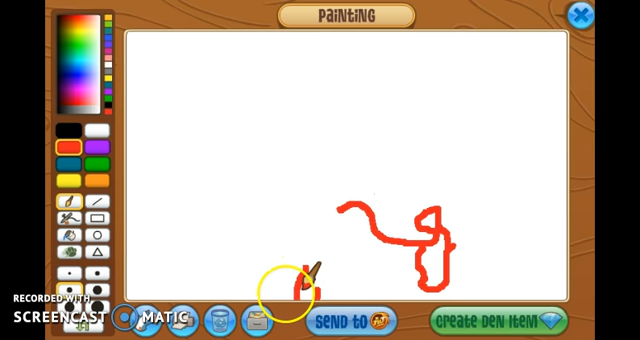 PAINTING
SEND TO
CREATE DEN ITEM
RECORDED WITH
SCREENCAST MATIC